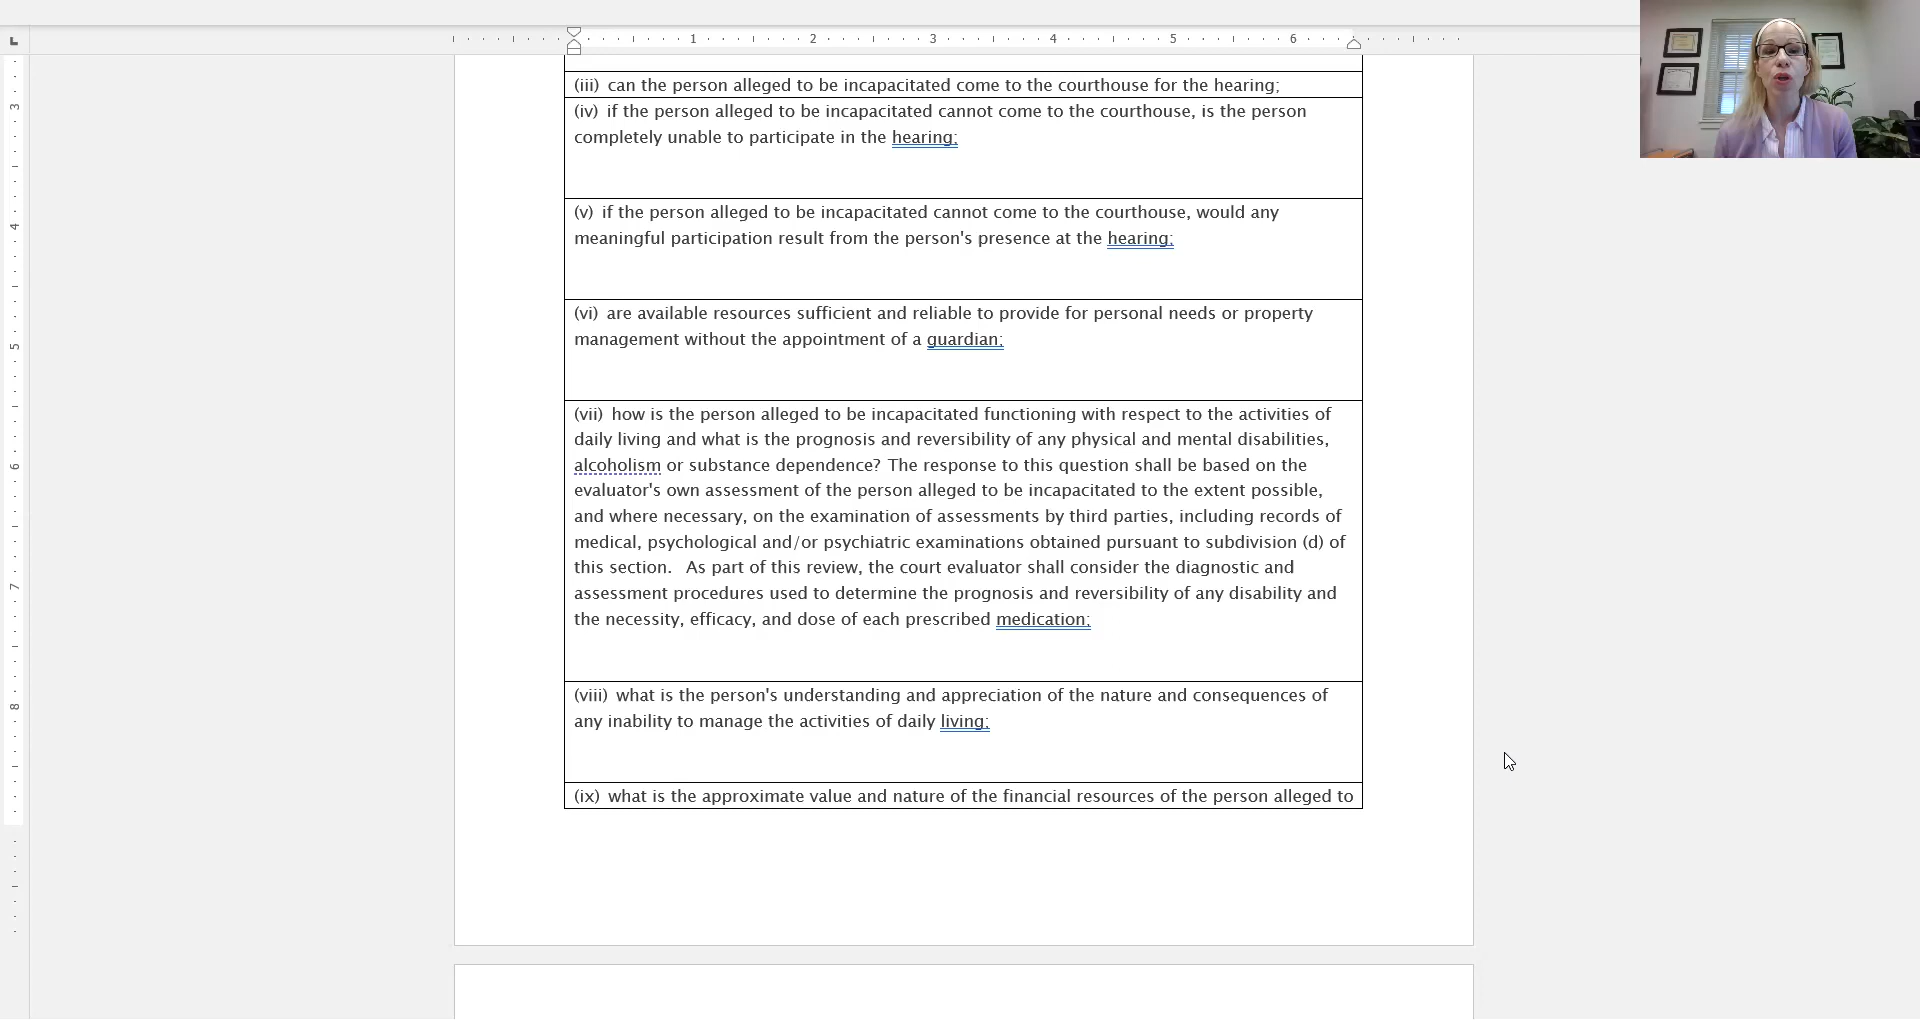 1 2 3 4 5 6
3
4
5
6
7
8
(iii) can the person alleged to be incapacitated come to the courthouse for the hearing;
(iv) if the person alleged to be incapacitated cannot come to the courthouse, is the person
completely unable to participate in the hearing;
(v) if the person alleged to be incapacitated cannot come to the courthouse, would any
meaningful participation result from the person's presence at the hearing;
(vi) are available resources sufficient and reliable to provide for personal needs or property
management without the appointment of a guardian;
(vii) how is the person alleged to be incapacitated functioning with respect to the activities of
daily living and what is the prognosis and reversibility of any physical and mental disabilities,
alcoholism or substance dependence? The response to this question shall be based on the
evaluator's own assessment of the person alleged to be incapacitated to the extent possible,
and where necessary, on the examination of assessments by third parties, including records of
medical, psychological and/or psychiatric examinations obtained pursuant to subdivision (d) of
this section. As part of this review, the court evaluator shall consider the diagnostic and
assessment procedures used to determine the prognosis and reversibility of any disability and
the necessity, efficacy, and dose of each prescribed medication;
(viii) what is the person's understanding and appreciation of the nature and consequences of
any inability to manage the activities of daily living;
(ix) what is the approximate value and nature of the financial resources of the person alleged to